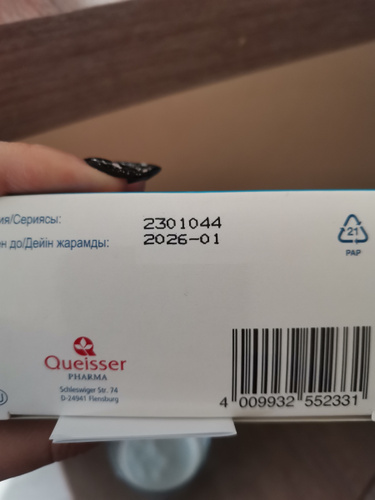 ия/Сериясы: 2301044
ен до/Дейін жарамды: 2026-01
21
PAP
Queisser
PHARMA
Schleswiger Str. 74
D-24941 Flensburg
4 009932 552331